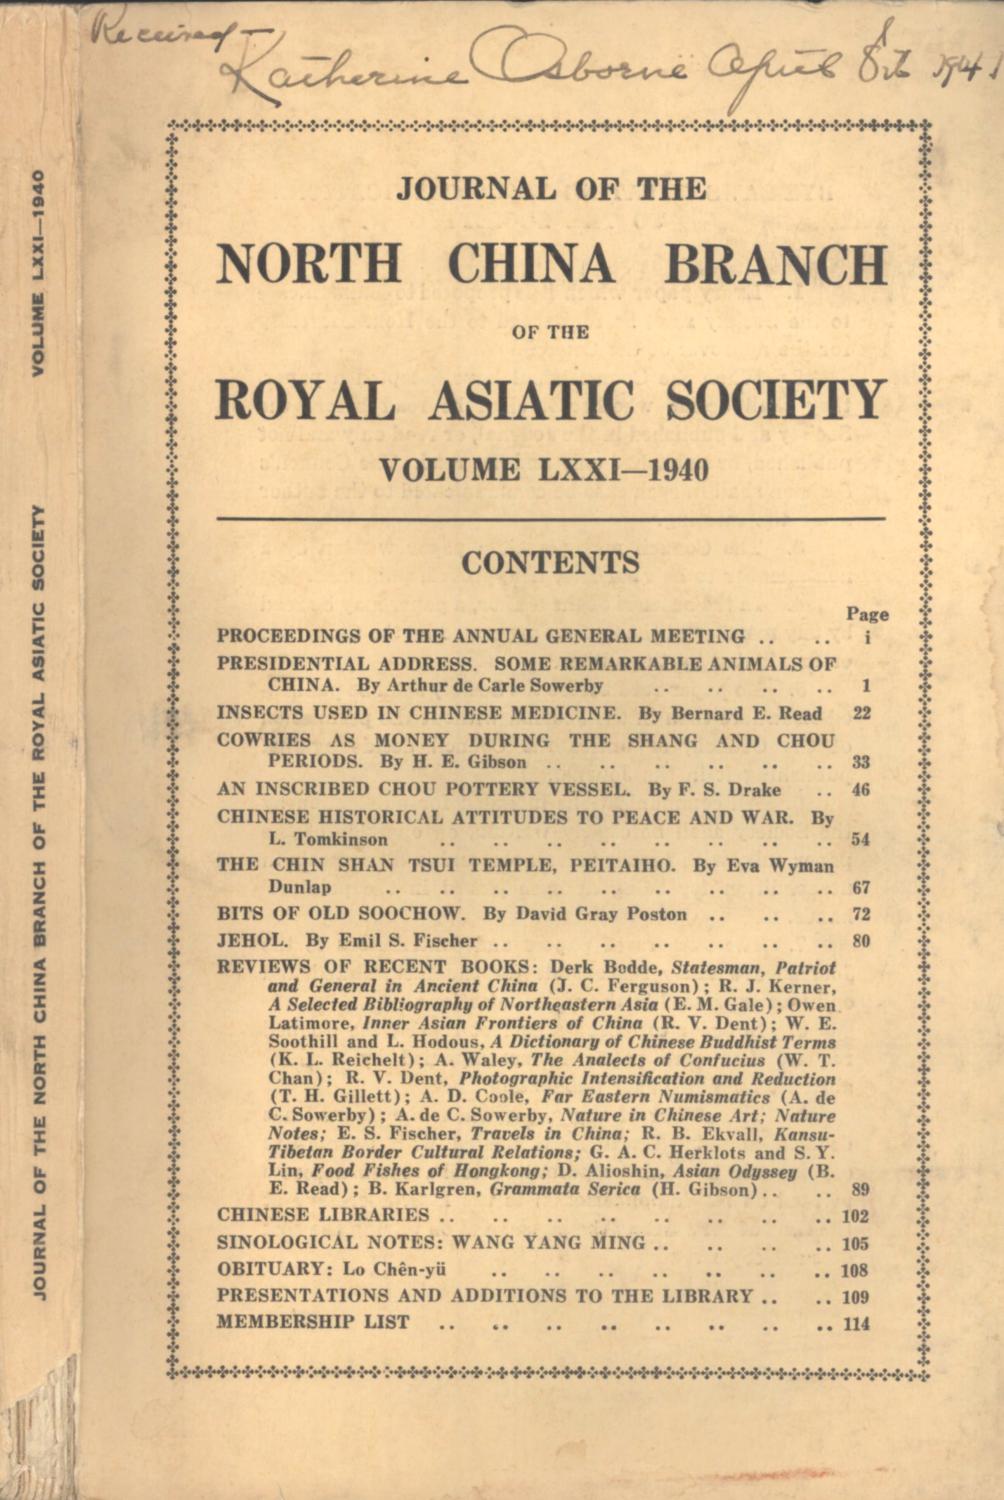 Received —
Katherine Osborne April 8th 1941
JOURNAL OF THE
NORTH CHINA BRANCH
OF THE
ROYAL ASIATIC SOCIETY
VOLUME LXXI—1940
CONTENTS
Page
PROCEEDINGS OF THE ANNUAL GENERAL MEETING .. .. i
PRESIDENTIAL ADDRESS. SOME REMARKABLE ANIMALS OF
CHINA. By Arthur de Carle Sowerby .. .. .. .. 1
INSECTS USED IN CHINESE MEDICINE. By Bernard E. Read 22
COWRIES AS MONEY DURING THE SHANG AND CHOU
PERIODS. By H. E. Gibson .. .. .. .. .. .. 33
AN INSCRIBED CHOU POTTERY VESSEL. By F. S. Drake .. 46
CHINESE HISTORICAL ATTITUDES TO PEACE AND WAR. By
L. Tomkinson .. .. .. .. .. .. .. .. 54
THE CHIN SHAN TSUI TEMPLE, PEITAIHO. By Eva Wyman
Dunlap .. .. .. .. .. .. .. .. .. 67
BITS OF OLD SOOCHOW. By David Gray Poston .. .. .. 72
JEHOL. By Emil S. Fischer .. .. .. .. .. .. .. 80
REVIEWS OF RECENT BOOKS: Derk Bodde, Statesman, Patriot
and General in Ancient China (J. C. Ferguson); R. J. Kerner,
A Selected Bibliography of Northeastern Asia (E. M. Gale); Owen
Latimore, Inner Asian Frontiers of China (R. V. Dent); W. E.
Soothill and L. Hodous, A Dictionary of Chinese Buddhist Terms
(K. L. Reichelt); A. Waley, The Analects of Confucius (W. T.
Chan); R. V. Dent, Photographic Intensification and Reduction
(T. H. Gillett); A. D. Coole, Far Eastern Numismatics (A. de
C. Sowerby); A. de C. Sowerby, Nature in Chinese Art; Nature
Notes; E. S. Fischer, Travels in China; R. B. Ekvall, Kansu-
Tibetan Border Cultural Relations; G. A. C. Herklots and S. Y.
Lin, Food Fishes of Hongkong; D. Alioshin, Asian Odyssey (B.
E. Read); B. Karlgren, Grammata Serica (H. Gibson) .. .. 89
CHINESE LIBRARIES .. .. .. .. .. .. .. .. 102
SINOLOGICAL NOTES: WANG YANG MING .. .. .. .. 105
OBITUARY: Lo Chên-yü .. .. .. .. .. .. .. 108
PRESENTATIONS AND ADDITIONS TO THE LIBRARY .. .. 109
MEMBERSHIP LIST .. .. .. .. .. .. .. .. 114
JOURNAL OF THE NORTH CHINA BRANCH OF THE ROYAL ASIATIC SOCIETY VOLUME LXXI—1940